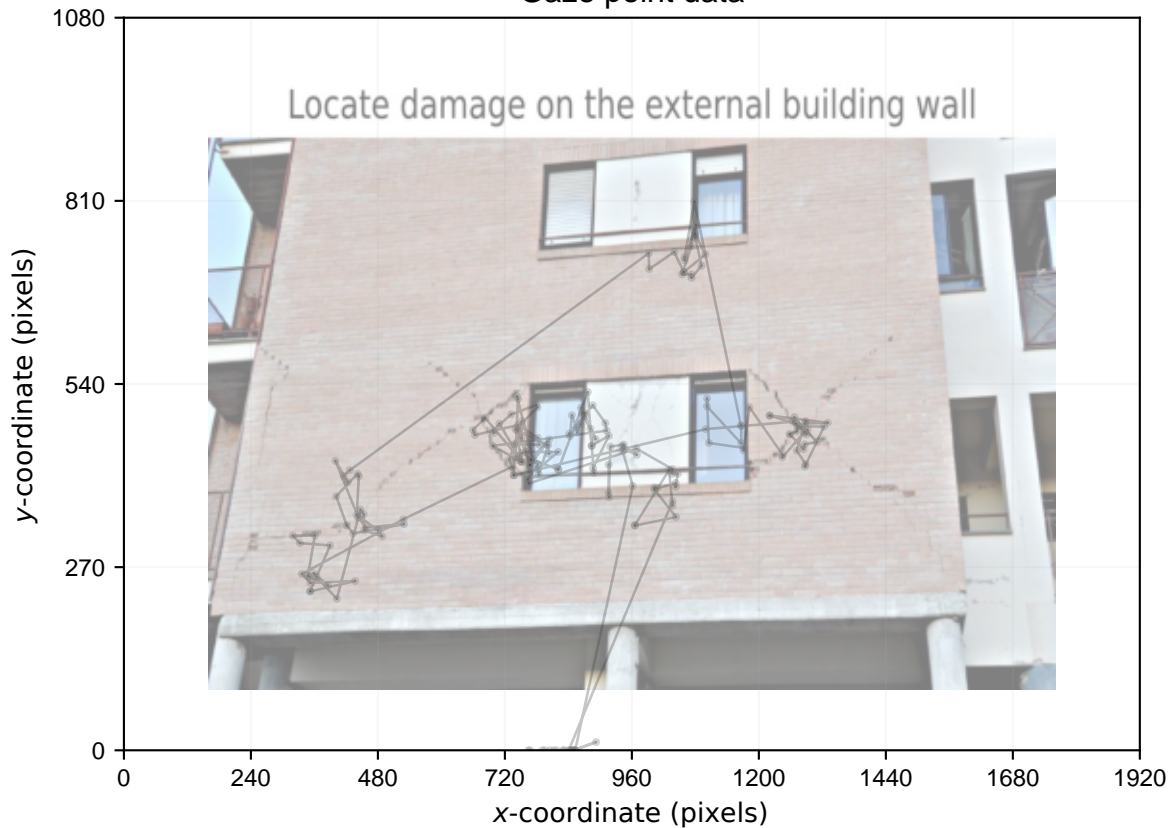 Gaze point data
1080
Locate damage on the external building wall
810
540
270
0
y-coordinate (pixels)
0 240 480 720 960 1200 1440 1680 1920
x-coordinate (pixels)